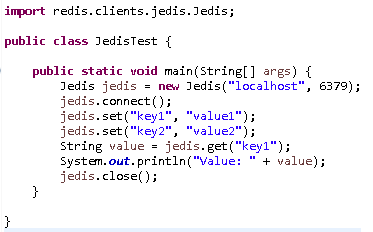 import redis.clients.jedis.Jedis;
public class JedisTest {
public static void main(String[] args) {
Jedis jedis = new Jedis("localhost", 6379);
jedis.connect();
jedis.set("key1", "value1");
jedis.set("key2", "value2");
String value = jedis.get("key1");
System.out.println("Value: " + value);
jedis.close();
}
}